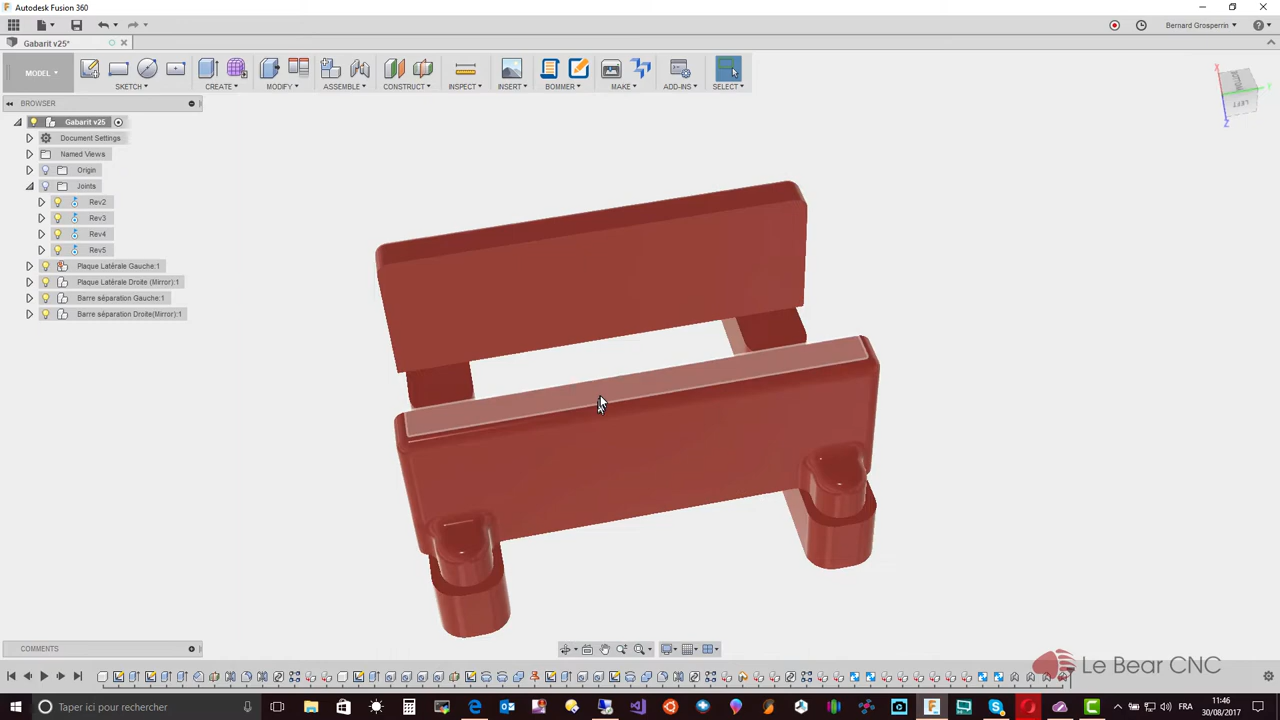 Autodesk Fusion 360
Bernard Grosperrin
Gabarit v25*
MODEL
SKETCH
CREATE
MODIFY
ASSEMBLE
CONSTRUCT
INSPECT
INSERT
BOMMER
MAKE
ADD-INS
SELECT
BROWSER
Gabarit v25
Document Settings
Named Views
Origin
Joints
Rev2
Rev3
Rev4
Rev5
Plaque Latérale Gauche:1
Plaque Latérale Droite (Mirror):1
Barre séparation Gauche:1
Barre séparation Droite(Mirror):1
X
Y
Z
LEFT
COMMENTS
Le Bear CNC
Taper ici pour rechercher
FRA
11:46
30/08/2017